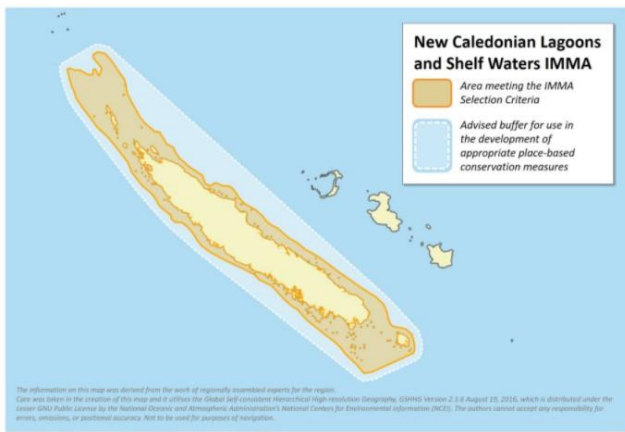 New Caledonian Lagoons
and Shelf Waters IMMA
Area meeting the IMMA
Selection Criteria
Advised buffer for use in
the development of
appropriate place-based
conservation measures
The information on this map was derived from the work of regionally assembled experts for the region.
Care was taken in the creation of this map and it utilises the Global Self-consistent Hierarchical High-resolution Geography, GSHHG Version 2.3.6 August 19, 2016, which is distributed under the
Lesser GNU Public License by the National Oceanic and Atmospheric Administration's National Centers for Environmental Information (NCEI). The authors cannot accept any responsibility for
errors, omissions, or positional accuracy. Not to be used for purposes of navigation.